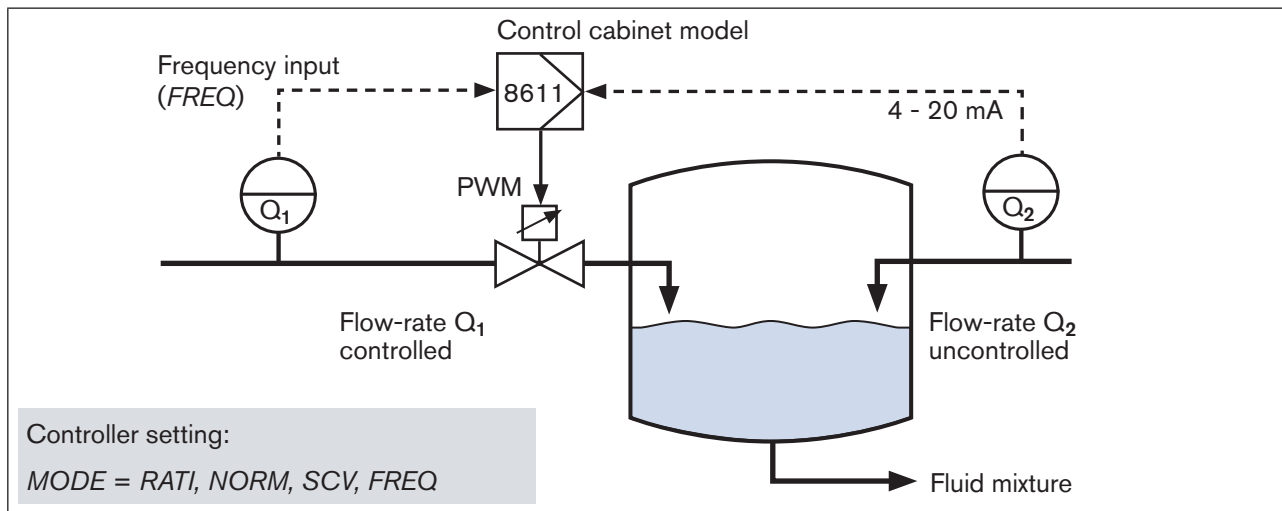 Control cabinet model
Frequency input
(FREQ)
8611
4 - 20 mA
PWM
Q1
Q2
Flow-rate Q1
controlled
Flow-rate Q2
uncontrolled
Controller setting:
MODE = RATI, NORM, SCV, FREQ
Fluid mixture